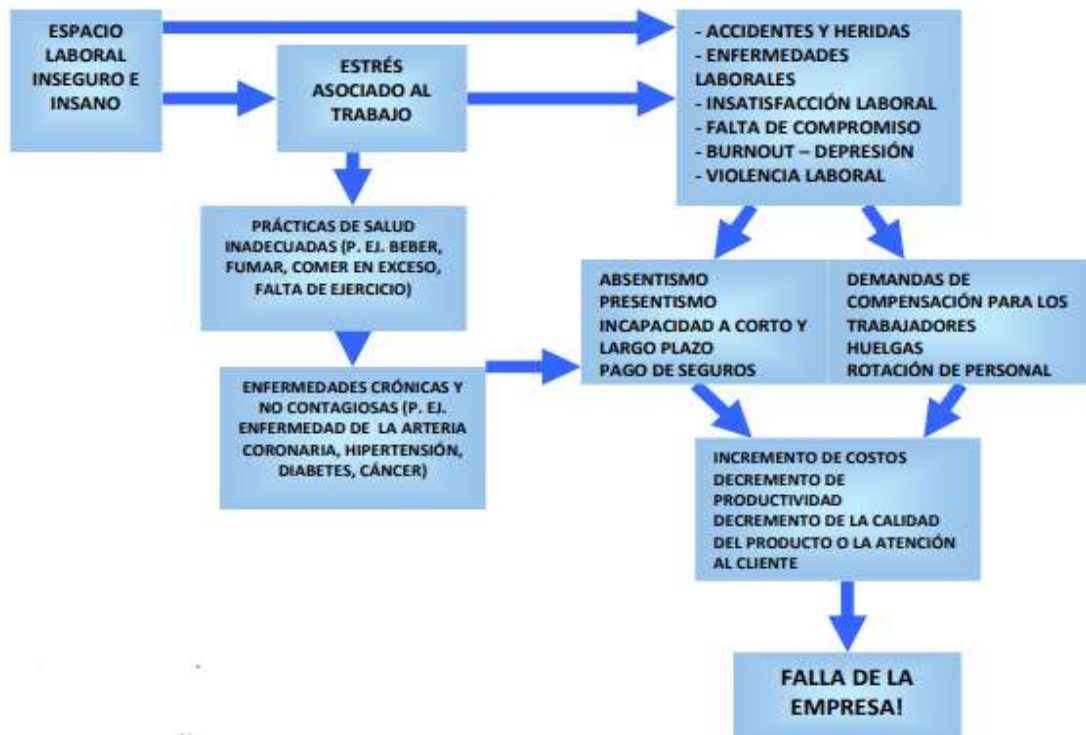 ESPACIO
LABORAL
INSEGURO E
INSANO
ESTRÉS
ASOCIADO AL
TRABAJO
- ACCIDENTES Y HERIDAS
- ENFERMEDADES
LABORALES
- INSATISFACCIÓN LABORAL
- FALTA DE COMPROMISO
- BURNOUT – DEPRESIÓN
- VIOLENCIA LABORAL
PRÁCTICAS DE SALUD
INADECUADAS (P. EJ. BEBER,
FUMAR, COMER EN EXCESO,
FALTA DE EJERCICIO)
ABSENTISMO
PRESENTISMO
INCAPACIDAD A CORTO Y
LARGO PLAZO
PAGO DE SEGUROS
DEMANDAS DE
COMPENSACIÓN PARA LOS
TRABAJADORES
HUELGAS
ROTACIÓN DE PERSONAL
ENFERMEDADES CRÓNICAS Y
NO CONTAGIOSAS (P. EJ.
ENFERMEDAD DE LA ARTERIA
CORONARIA, HIPERTENSIÓN,
DIABETES, CÁNCER)
INCREMENTO DE COSTOS
DECREMENTO DE
PRODUCTIVIDAD
DECREMENTO DE LA CALIDAD
DEL PRODUCTO O LA ATENCIÓN
AL CLIENTE
FALLA DE LA
EMPRESA!